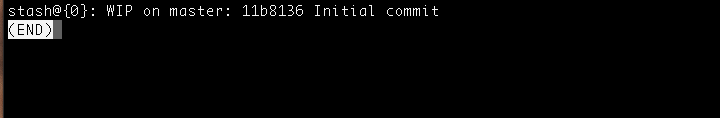 stash@{0}: WIP on master: 11b8136 Initial commit
(END)